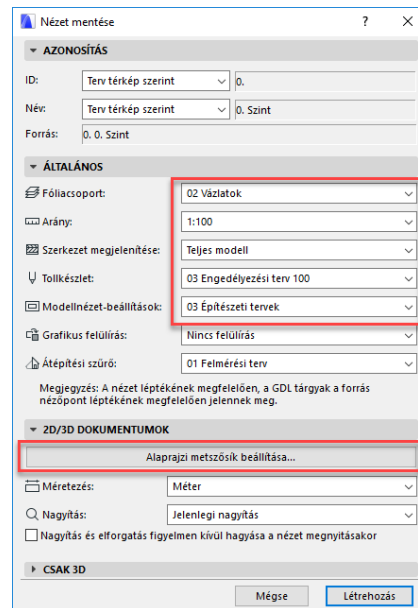 Nézet mentése
AZONOSÍTÁS
ID: Terv térkép szerint 0.
Név: Terv térkép szerint 0. Szint
Forrás: 0. 0. Szint
ÁLTALÁNOS
Fóliacsoport: 02 Vázlatok
Arány: 1:100
Szerkezet megjelenítése: Teljes modell
Tollkészlet: 03 Engedélyezési terv 100
Modellnézet-beállítások: 03 Építészeti tervek
Grafikus felülírás: Nincs felülírás
Átépítési szűrő: 01 Felmérési terv
Megjegyzés: A nézet léptékének megfelelően, a GDL tárgyak a forrás
nézőpont léptékének megfelelően jelennek meg.
2D/3D DOKUMENTUMOK
Alaprajzi metszősík beállítása...
Méretezés: Méter
Nagyítás: Jelenlegi nagyítás
Nagyítás és elforgatás figyelmen kívül hagyása a nézet megnyitásakor
CSAK 3D
Mégse Létrehozás